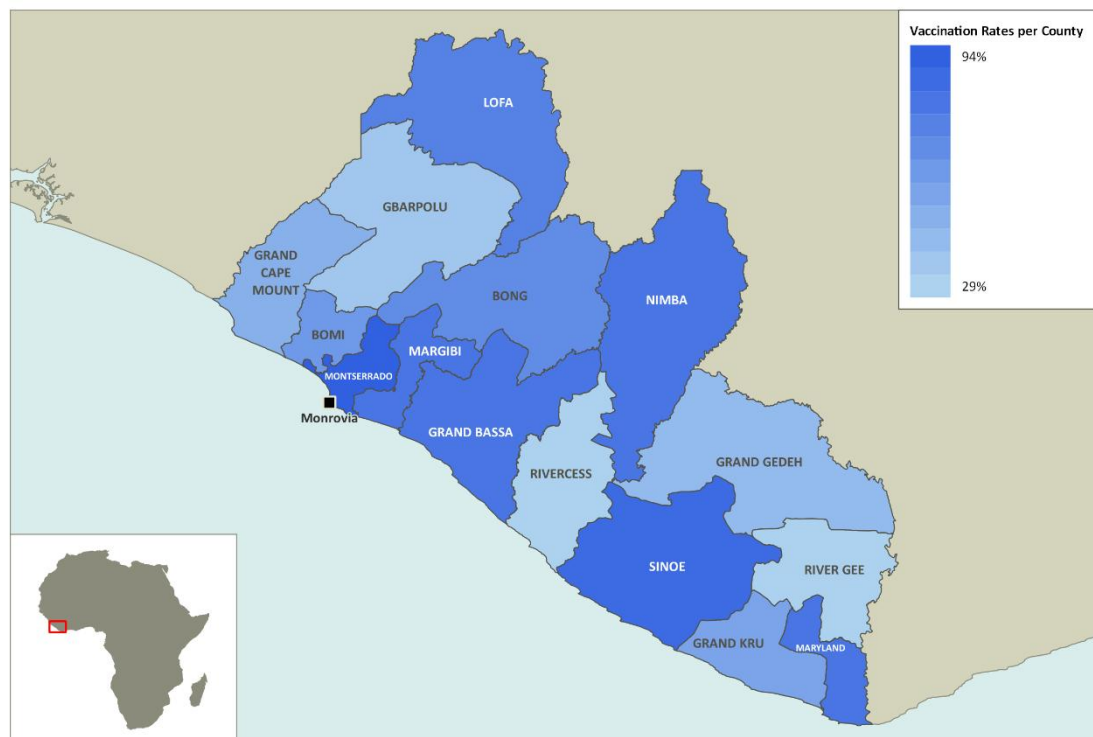 Vaccination Rates per County
94%
29%
LOFA
GBARPOLU
GRAND
CAPE
MOUNT
BONG
NIMBA
BOMI
MARGIBI
MONTSERRADO
Monrovia
GRAND BASSA
RIVERCESS
GRAND GEDEH
SINOE
RIVER GEE
GRAND KRU
MARYLAND